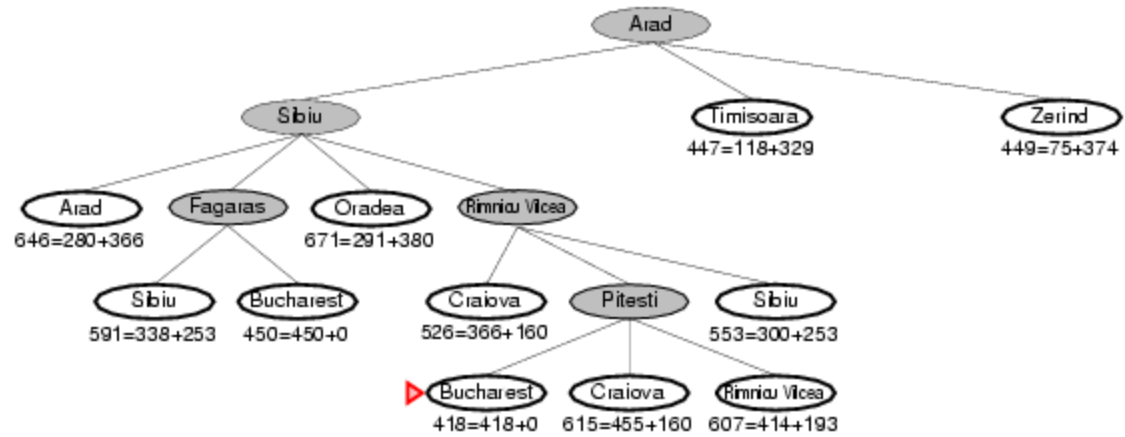 Arad
Sibiu
Timisoara
Zerind
447=118+329
449=75+374
Arad
Fagaras
Oradea
Rimnicu Vilcea
646=280+366
671=291+380
Sibiu
Bucharest
Craiova
Pitesti
Sibiu
591=338+253
450=450+0
526=366+160
553=300+253
Bucharest
Craiova
Rimnicu Vilcea
418=418+0
615=455+160
607=414+193